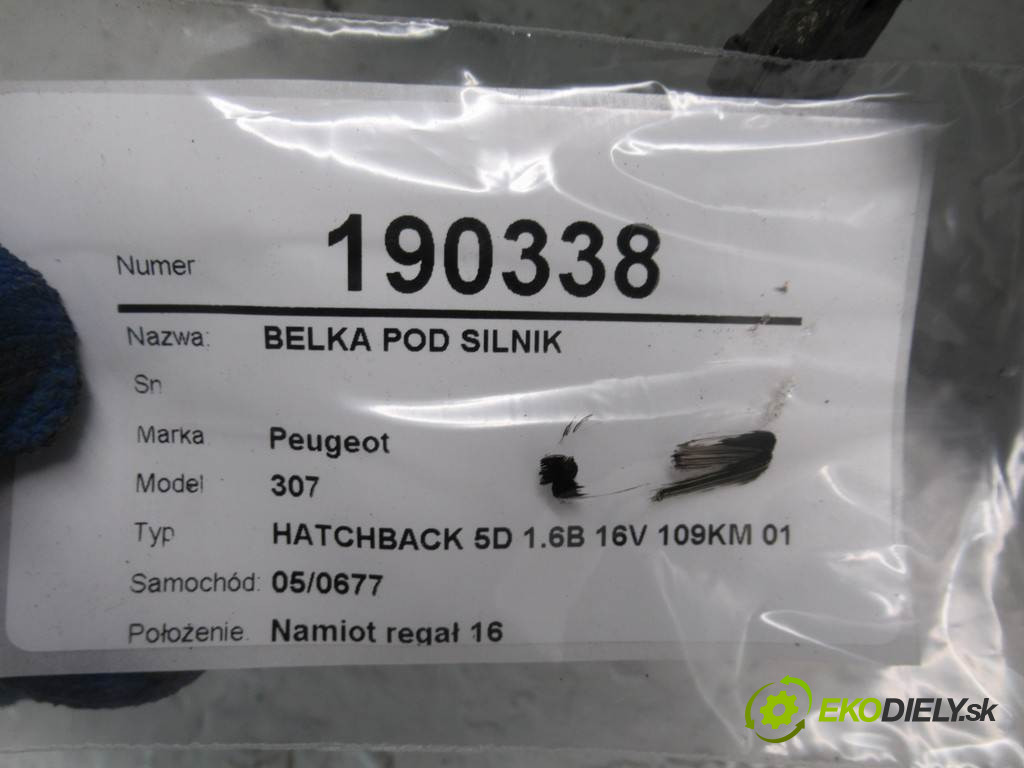 Numer 190338
Nazwa: BELKA POD SILNIK
Sn
Marka Peugeot
Model 307
Typ HATCHBACK 5D 1.6B 16V 109KM 01
Samochód: 05/0677
Położenie. Namiot regał 16
EKODIELY.sk